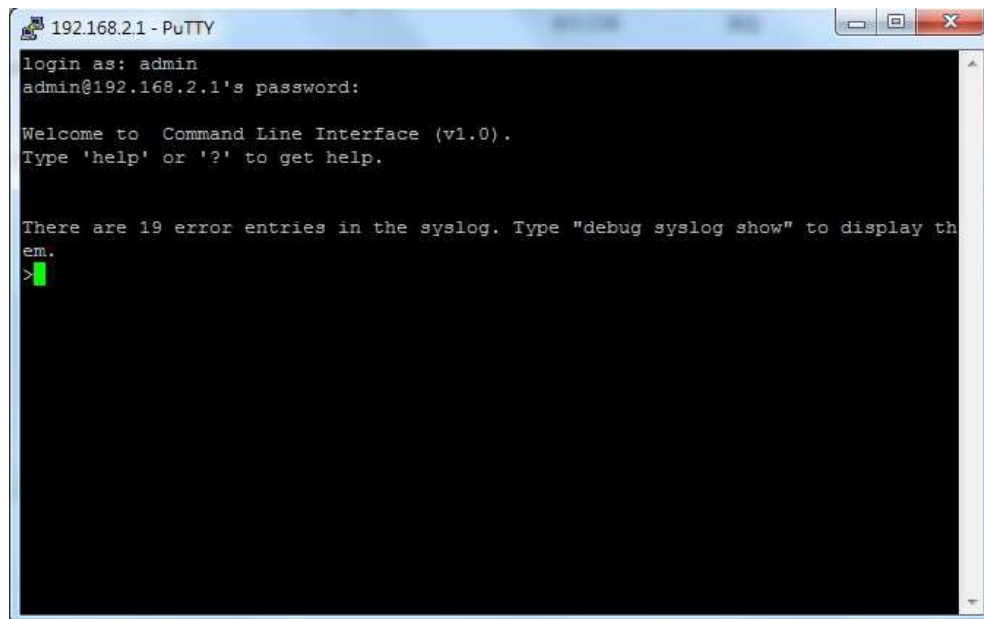 192.168.2.1 - PuTTY
login as: admin
admin@192.168.2.1's password:
Welcome to  Command Line Interface (v1.0).
Type 'help' or '?' to get help.
There are 19 error entries in the syslog. Type "debug syslog show" to display th
em.
>